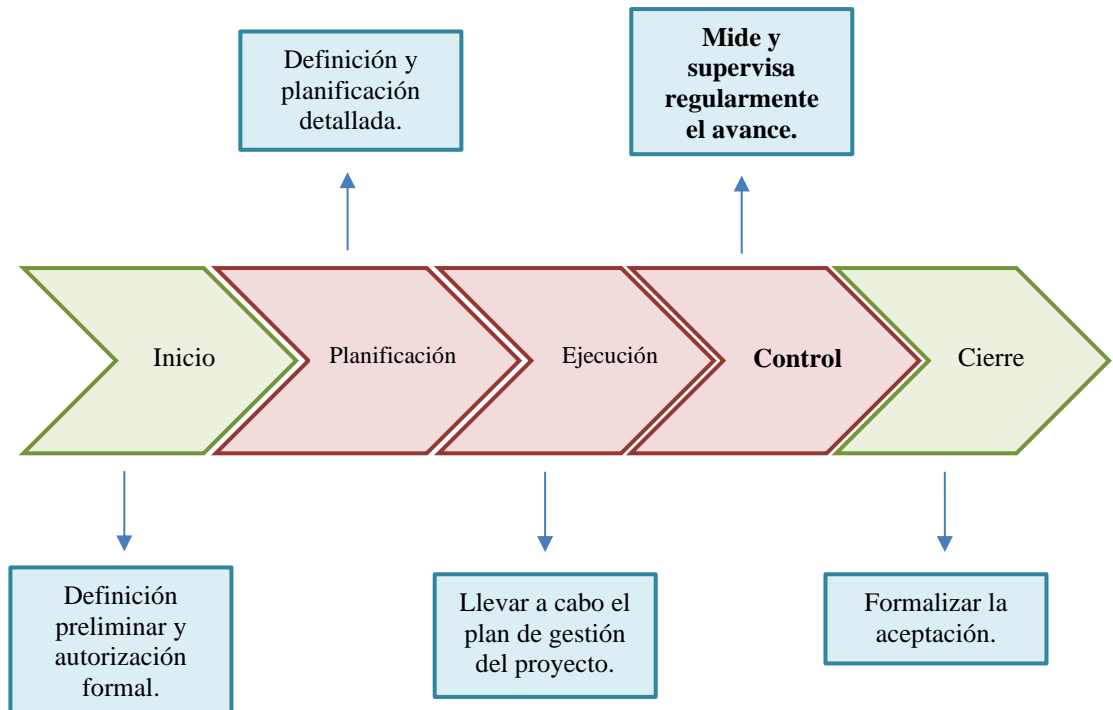 Definición y
planificación
detallada.
Mide y
supervisa
regularmente
el avance.
Inicio
Planificación
Ejecución
Control
Cierre
Definición
preliminar y
autorización
formal.
Llevar a cabo el
plan de gestión
del proyecto.
Formalizar la
aceptación.